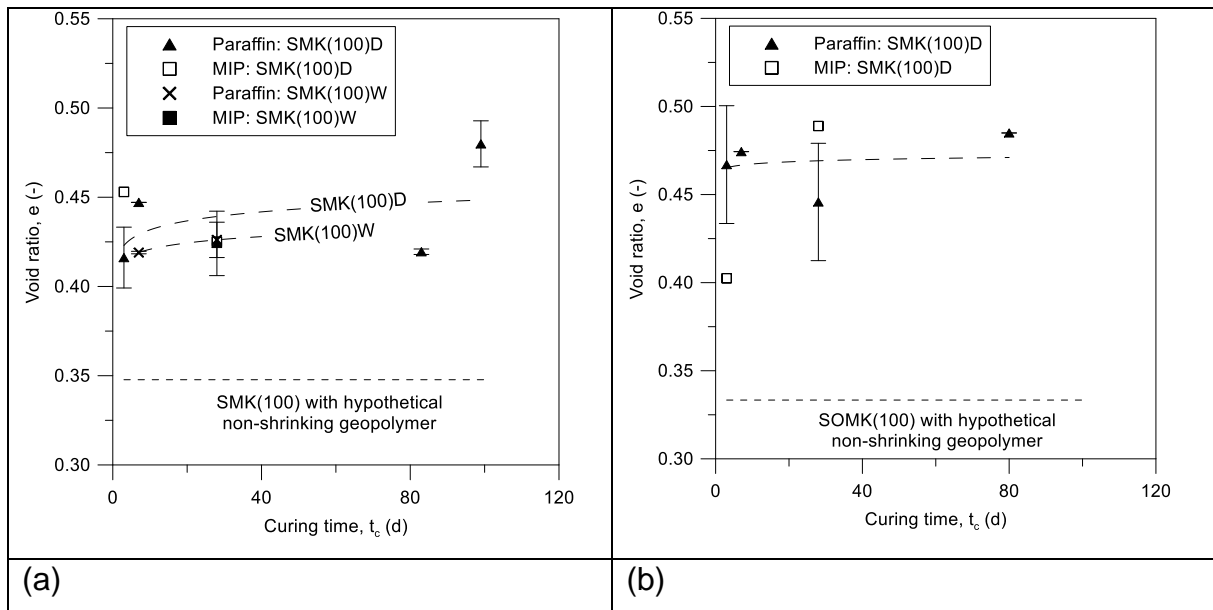 0.55
0.50
0.45
0.40
0.35
0.30
Void ratio, e (-)
Paraffin: SMK(100)D
MIP: SMK(100)D
Paraffin: SMK(100)W
MIP: SMK(100)W
SMK(100)D
SMK(100)W
SMK(100) with hypothetical
non-shrinking geopolymer
0 40 80 120
Curing time, tc (d)
(a)
0.55
0.50
0.45
0.40
0.35
0.30
Void ratio, e (-)
Paraffin: SMK(100)D
MIP: SMK(100)D
SOMK(100) with hypothetical
non-shrinking geopolymer
0 40 80 120
Curing time, tc (d)
(b)